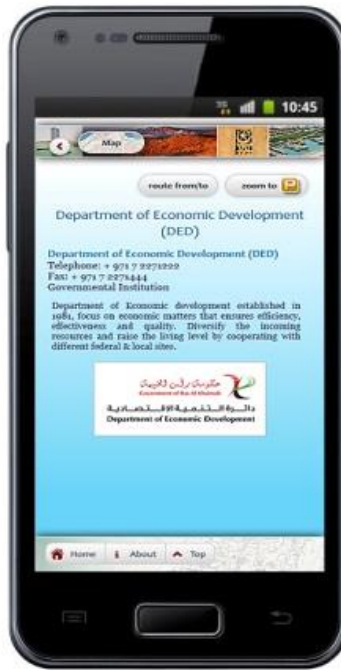 3G 10:45
Map
route from/to zoom to
Department of Economic Development
(DED)
Department of Economic Development (DED)
Telephone: + 971 7 2271222
Fax: + 971 7 2271444
Governmental Institution
Department of Economic development established in
1981, focus on economic matters that ensures efficiency,
effectiveness and quality. Diversify the incoming
resources and raise the living level by cooperating with
different federal & local sites.
حكومة رأس الخيمة
Government of Ras Al Khaimah
دائرة التنمية الاقتصادية
Department of Economic Development
Home About Top